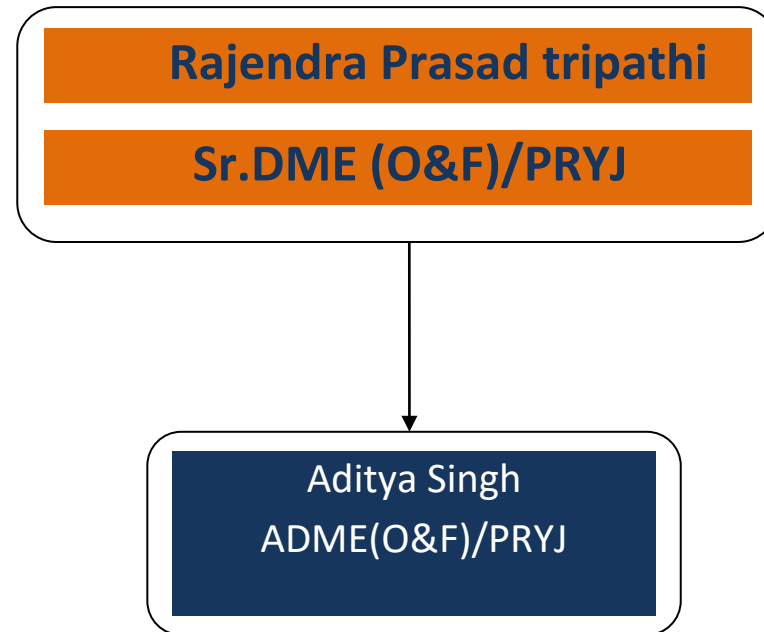 Rajendra Prasad tripathi
Sr.DME (O&F)/PRYJ
Aditya Singh
ADME(O&F)/PRYJ